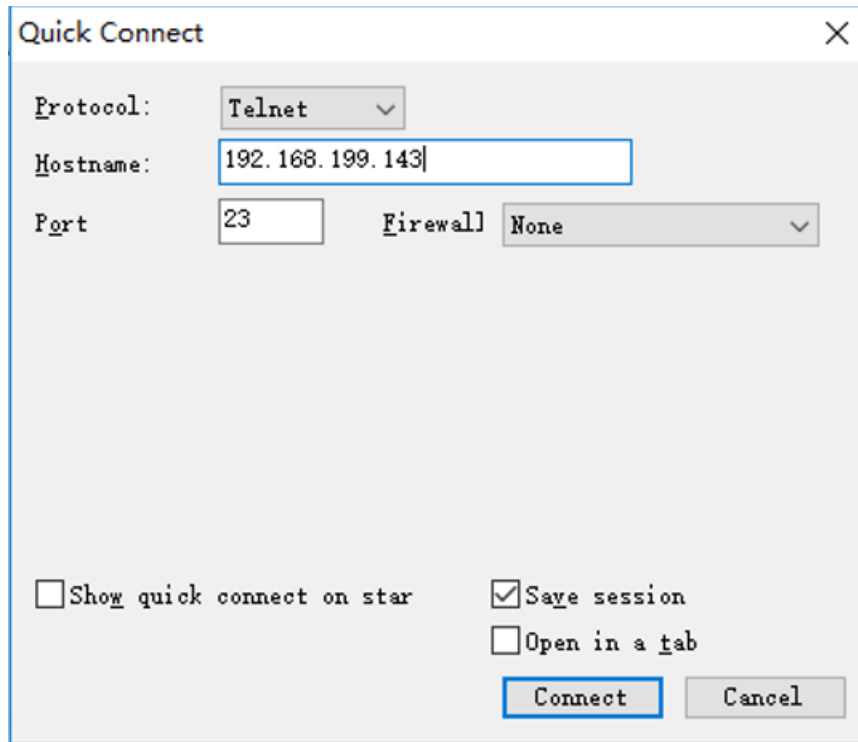 Quick Connect
Protocol: Telnet
Hostname: 192.168.199.143
Port 23 Firewall None
Show quick connect on star Save session
Open in a tab
Connect Cancel